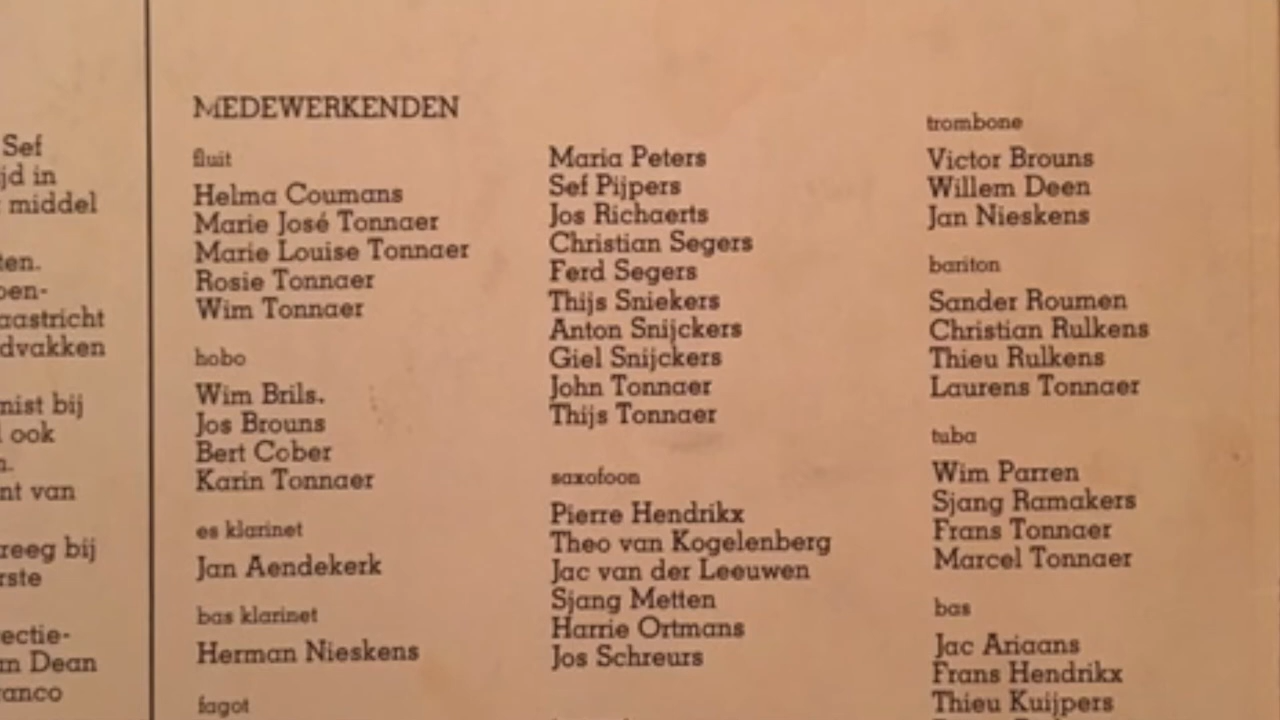 Sef
jd in
middel
ten.
oen-
aastricht
dvakken
nist bij
ook
n.
nt van
reeg bij
rste
ectie-
m Dean
ranco
MEDEWERKENDEN
fluit
Helma Coumans
Marie José Tonnaer
Marie Louise Tonnaer
Rosie Tonnaer
Wim Tonnaer
hobo
Wim Brils.
Jos Brouns
Bert Cober
Karin Tonnaer
es klarinet
Jan Aendekerk
bas klarinet
Herman Nieskens
fagot
Maria Peters
Sef Pijpers
Jos Richaerts
Christian Segers
Ferd Segers
Thijs Sniekers
Anton Snijckers
Giel Snijckers
John Tonnaer
Thijs Tonnaer
saxofoon
Pierre Hendrikx
Theo van Kogelenberg
Jac van der Leeuwen
Sjang Metten
Harrie Ortmans
Jos Schreurs
trombone
Victor Brouns
Willem Deen
Jan Nieskens
bariton
Sander Roumen
Christian Rulkens
Thieu Rulkens
Laurens Tonnaer
tuba
Wim Parren
Sjang Ramakers
Frans Tonnaer
Marcel Tonnaer
bas
Jac Ariaans
Frans Hendrikx
Thieu Kuijpers